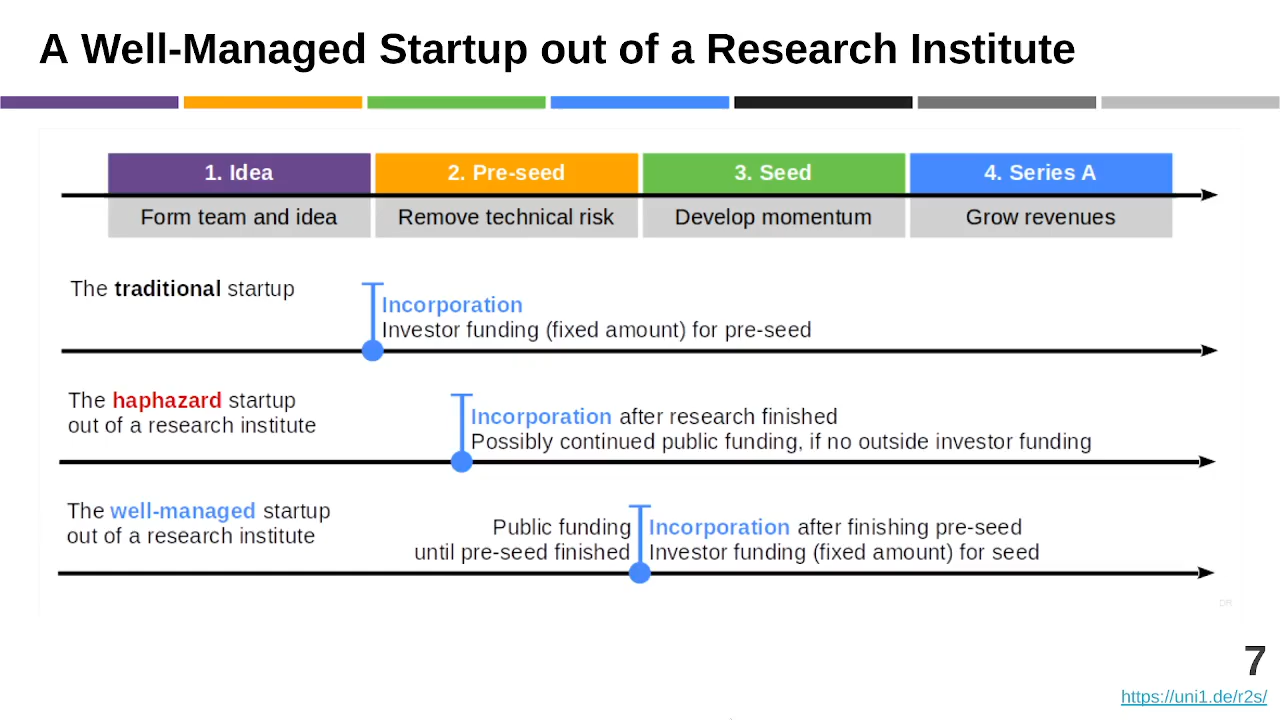 A Well-Managed Startup out of a Research Institute
1. Idea
2. Pre-seed
3. Seed
4. Series A
Form team and idea
Remove technical risk
Develop momentum
Grow revenues
The traditional startup
Incorporation
Investor funding (fixed amount) for pre-seed
The haphazard startup
out of a research institute
Incorporation after research finished
Possibly continued public funding, if no outside investor funding
The well-managed startup
out of a research institute
Public funding
until pre-seed finished
Incorporation after finishing pre-seed
Investor funding (fixed amount) for seed
DR
7
https://uni1.de/r2s/